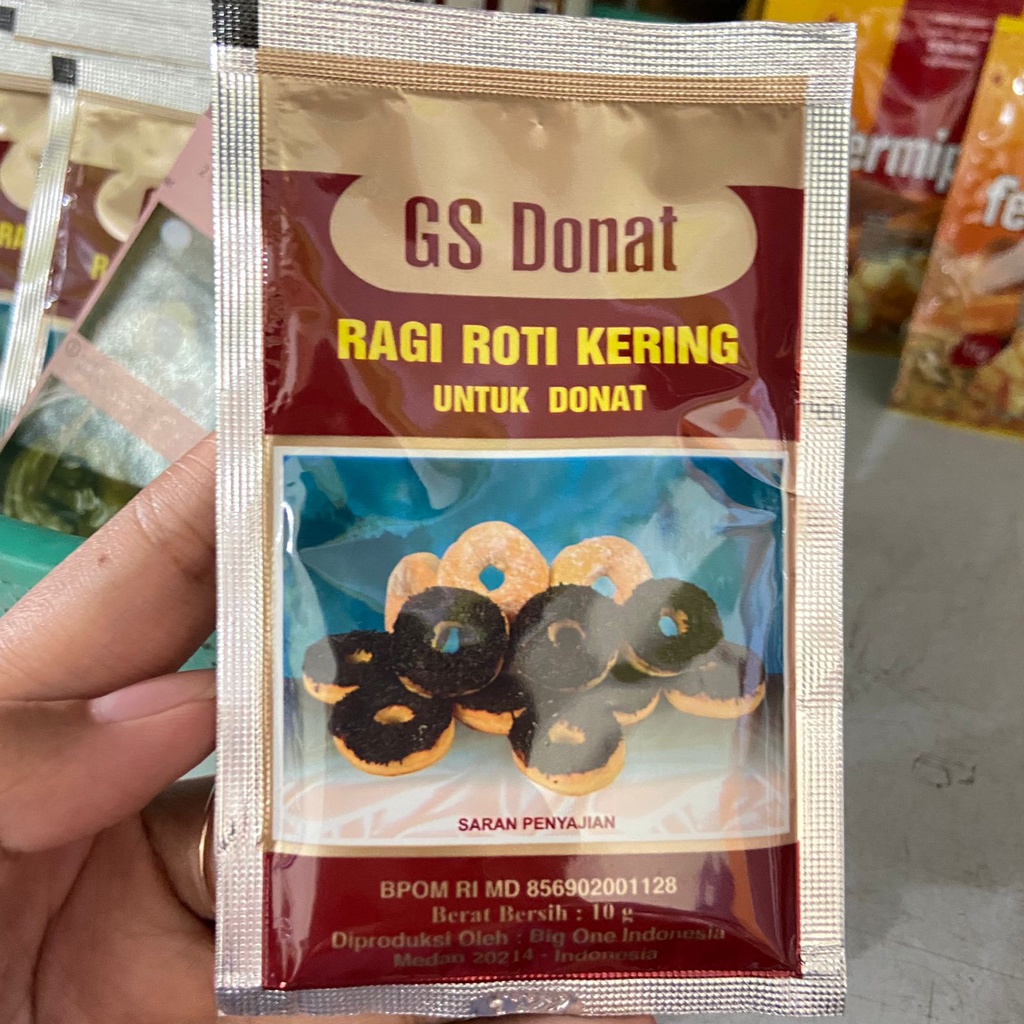 GS Donat
RAGI ROTI KERING
UNTUK DONAT
SARAN PENYAJIAN
BPOM RI MD 856902001128
Berat Bersih : 10 g
Diproduksi Oleh : Big One Indonesia
Medan 20214 - Indonesia